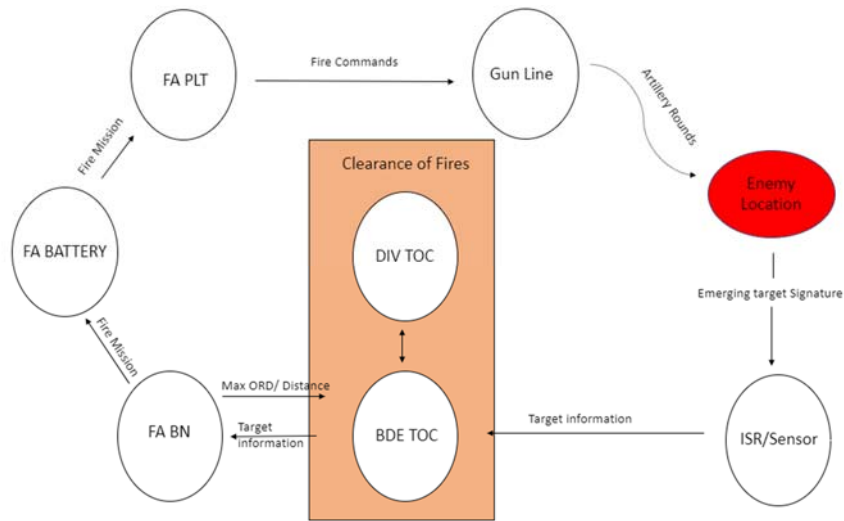 FA PLT
Fire Commands
Gun Line
Artillery Rounds
Fire Mission
Clearance of Fires
Enemy
Location
FA BATTERY
DIV TOC
Emerging target Signature
Fire Mission
Max ORD/ Distance
FA BN
Target
information
BDE TOC
Target information
ISR/Sensor